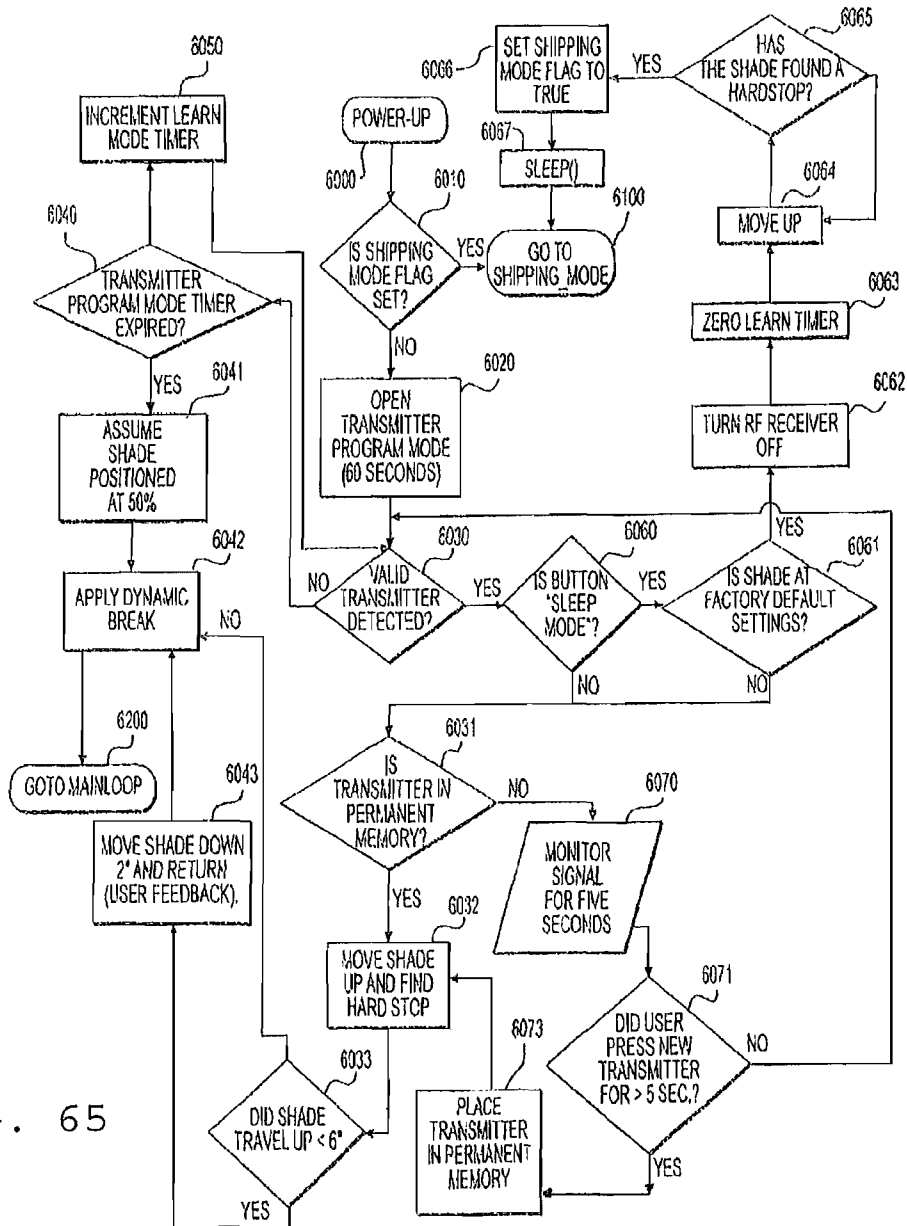 6050
INCREMENT LEARN
MODE TIMER
6040
TRANSMITTER
PROGRAM MODE TIMER
EXPIRED?
YES
6041
ASSUME
SHADE
POSITIONED
AT 50%
6042
APPLY DYNAMIC
BREAK
NO
6200
GOTO MAINLOOP
6043
MOVE SHADE DOWN
2" AND RETURN
(USER FEEDBACK).
POWER-UP
6000
6010
IS SHIPPING
MODE FLAG
SET?
YES
NO
6020
OPEN
TRANSMITTER
PROGRAM MODE
(60 SECONDS)
6030
NO
VALID
TRANSMITTER
DETECTED?
YES
6060
IS BUTTON
"SLEEP
MODE"?
YES
NO
6061
IS SHADE AT
FACTORY DEFAULT
SETTINGS?
YES
NO
6062
TURN RF RECEIVER
OFF
6063
ZERO LEARN TIMER
6064
MOVE UP
6065
HAS
THE SHADE FOUND A
HARDSTOP?
YES
6066
SET SHIPPING
MODE FLAG TO
TRUE
6067
SLEEP()
6100
GO TO
SHIPPING_MODE
6031
IS
TRANSMITTER IN
PERMANENT
MEMORY?
NO
YES
6070
MONITOR
SIGNAL
FOR FIVE
SECONDS
6032
MOVE SHADE
UP AND FIND
HARD STOP
6071
DID USER
PRESS NEW
TRANSMITTER
FOR > 5 SEC.?
NO
YES
6073
PLACE
TRANSMITTER
IN PERMANENT
MEMORY
6033
DID SHADE
TRAVEL UP < 6"
YES
. 65